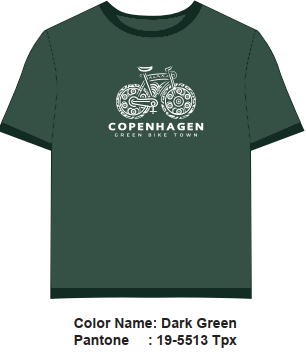 COPENHAGEN
GREEN BIKE TOWN
Color Name: Dark Green
Pantone : 19-5513 Tpx